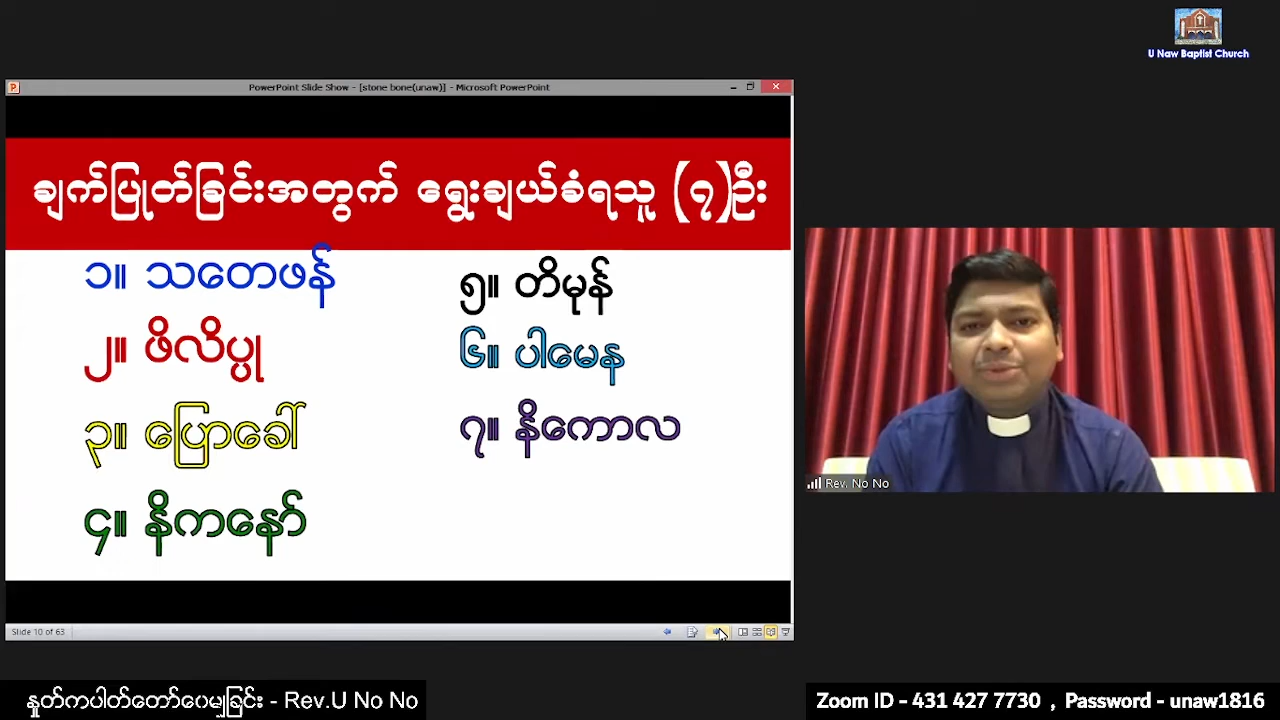 U Naw Baptist Church
PowerPoint Slide Show - [stone bone(unaw)] - Microsoft PowerPoint
ချက်ပြုတ်ခြင်းအတွက် ရွေးချယ်ခံရသူ (၇)ဦး
၁။ သတေဖန်
၂။ ဖိလိပ္ပု
၃။ ပြောခေါ်
၄။ နိကနော်
၅။ တိမုန်
၆။ ပါမေန
၇။ နိကောလ
Rev. No No
Slide 10 of 63
နှုတ်ကပါတ်တော်ဝေမျှခြင်း - Rev.U No No
Zoom ID - 431 427 7730 , Password - unaw1816